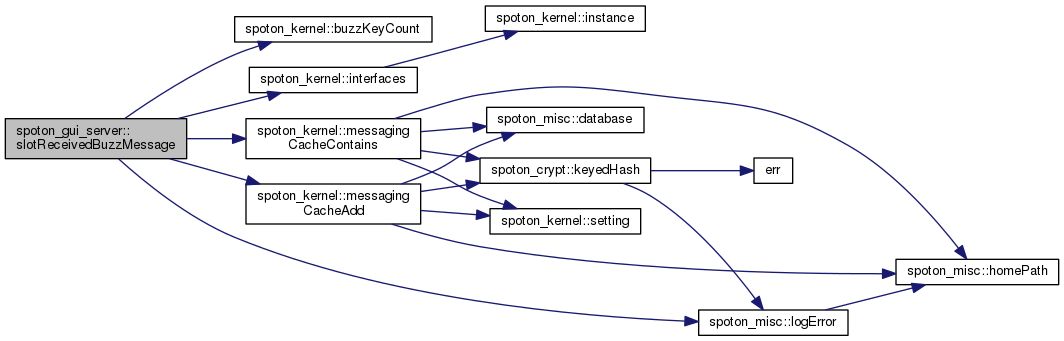 spoton_kernel::instance
spoton_kernel::buzzKeyCount
spoton_kernel::interfaces
spoton_gui_server::
slotReceivedBuzzMessage
spoton_kernel::messaging
CacheContains
spoton_misc::database
spoton_crypt::keyedHash
err
spoton_kernel::messaging
CacheAdd
spoton_kernel::setting
spoton_misc::homePath
spoton_misc::logError